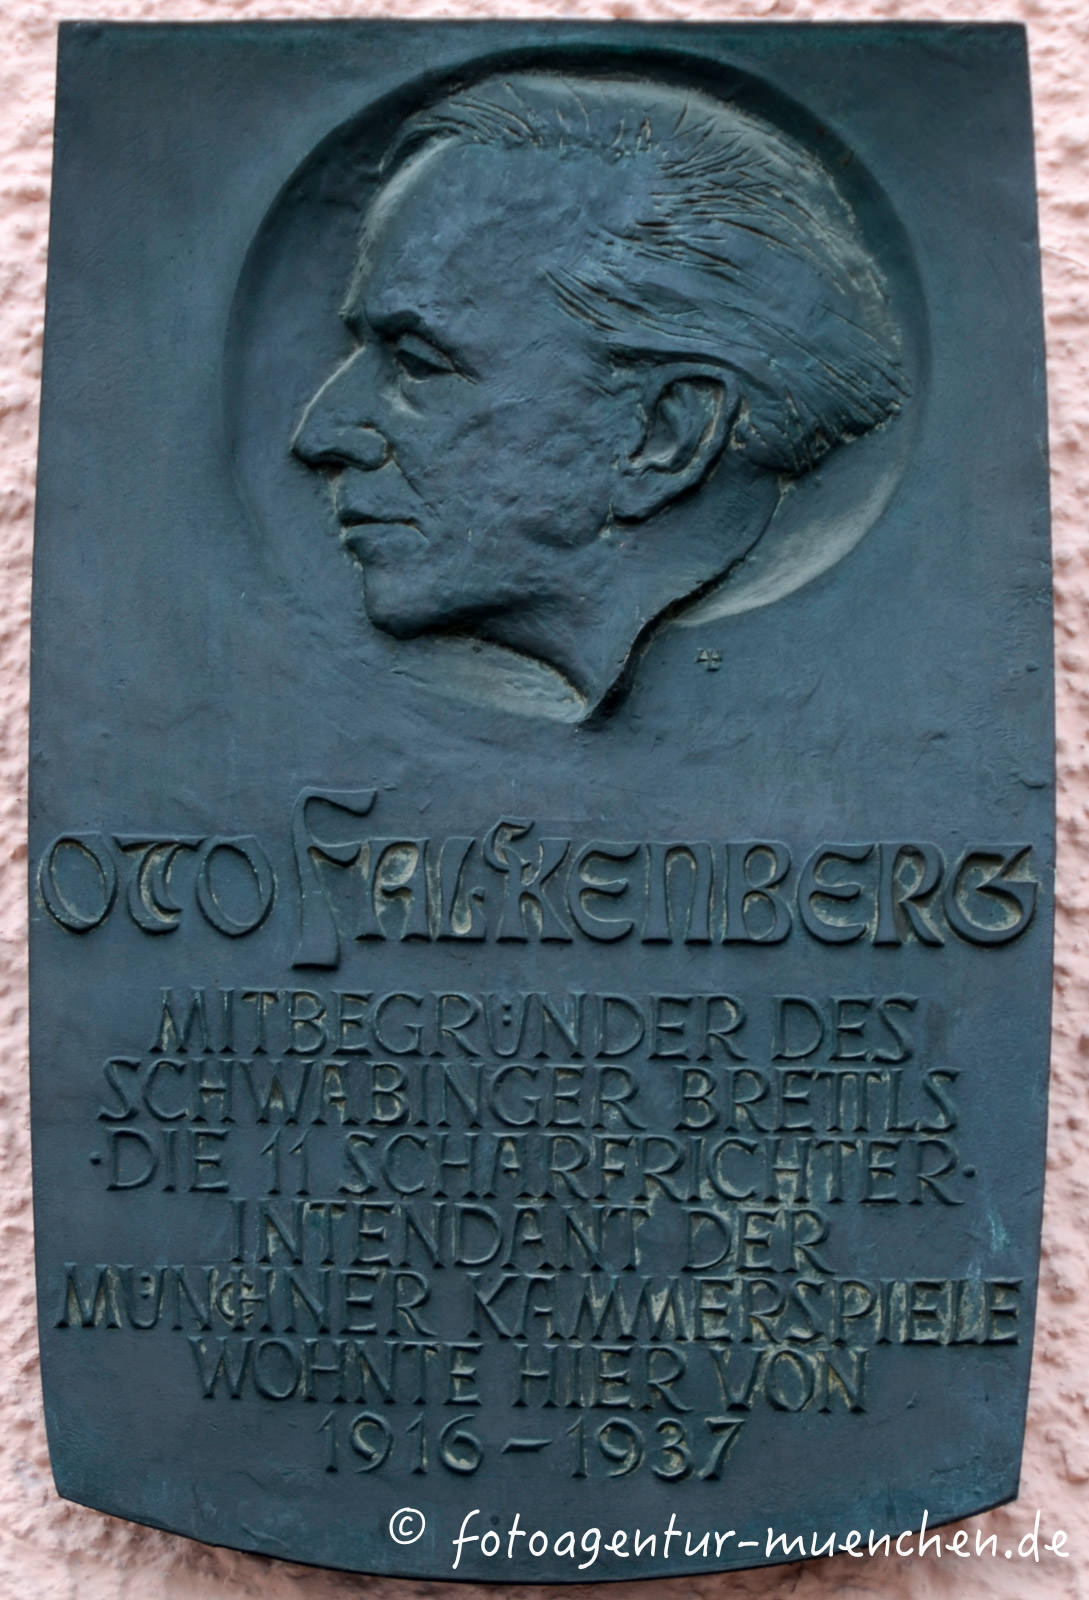 OTTO FALKENBERG
MITBEGRÜNDER DES
SCHWABINGER BRETTLS
·DIE 11 SCHARFRICHTER·
INTENDANT DER
MÜNCHNER KAMMERSPIELE
WOHNTE HIER VON
1916–1937
© fotoagentur-muenchen.de